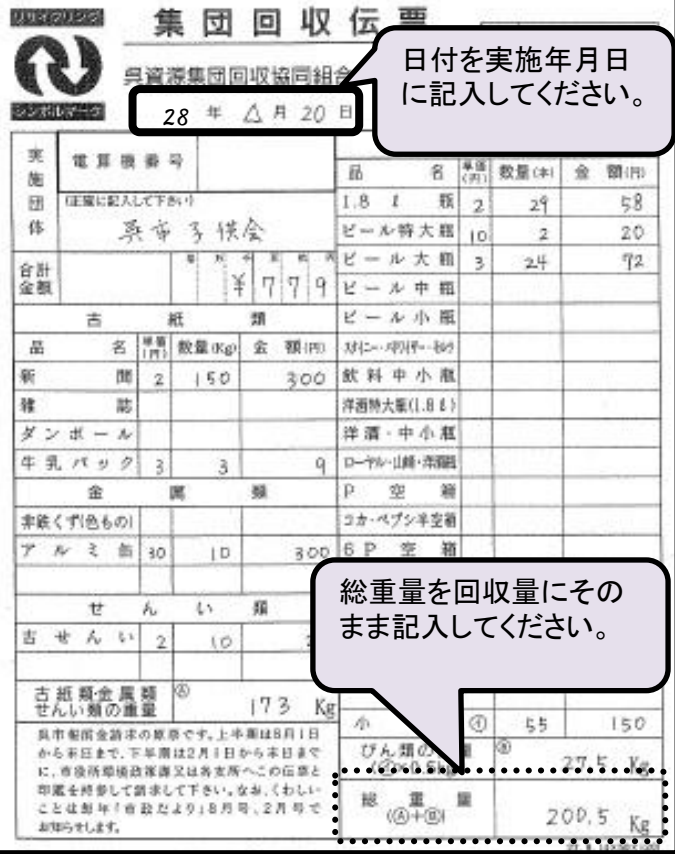 リサイクリング
シンボルマーク
集団回収伝票
呉資源集団回収協同組合
28 年 △月 20 日
日付を実施年月日
に記入してください。
実施団体
電算機番号
(正確に記入して下さい)
呉市子供会
合計金額
¥779
古紙類
品名 単価(円) 数量(Kg) 金額(円)
新聞 2 150 300
雑誌
ダンボール
牛乳パック 3 3 9
金属類
非鉄くず(色もの)
アルミ缶 30 10 300
せんい類
古せんい 2 10
古紙類金属類
せんい類の重量 Ⓐ 173 Kg
呉市報償金請求の原票です。上半期は8月1日
から末日まで、下半期は2月1日から末日まで
に、市役所環境政策課又は各支所へこの伝票と
印鑑を持参して請求して下さい。なお、くわしい
ことは毎年「市政だより」8月号、2月号で
お知らせします。
品名 単価(円) 数量(本) 金額(円)
1.8ℓ瓶 2 29 58
ビール特大瓶 10 2 20
ビール大瓶 3 24 72
ビール中瓶
ビール小瓶
飲料中小瓶
洋酒特大瓶(1.8ℓ)
洋酒・中小瓶
P空箱
コカ・ペプシ半空箱
6P空箱
総重量を回収量にその
まま記入してください。
小 ㋑ 55 150
びん類の
27.5 Kg
総重量
(Ⓐ+Ⓑ) 200.5 Kg